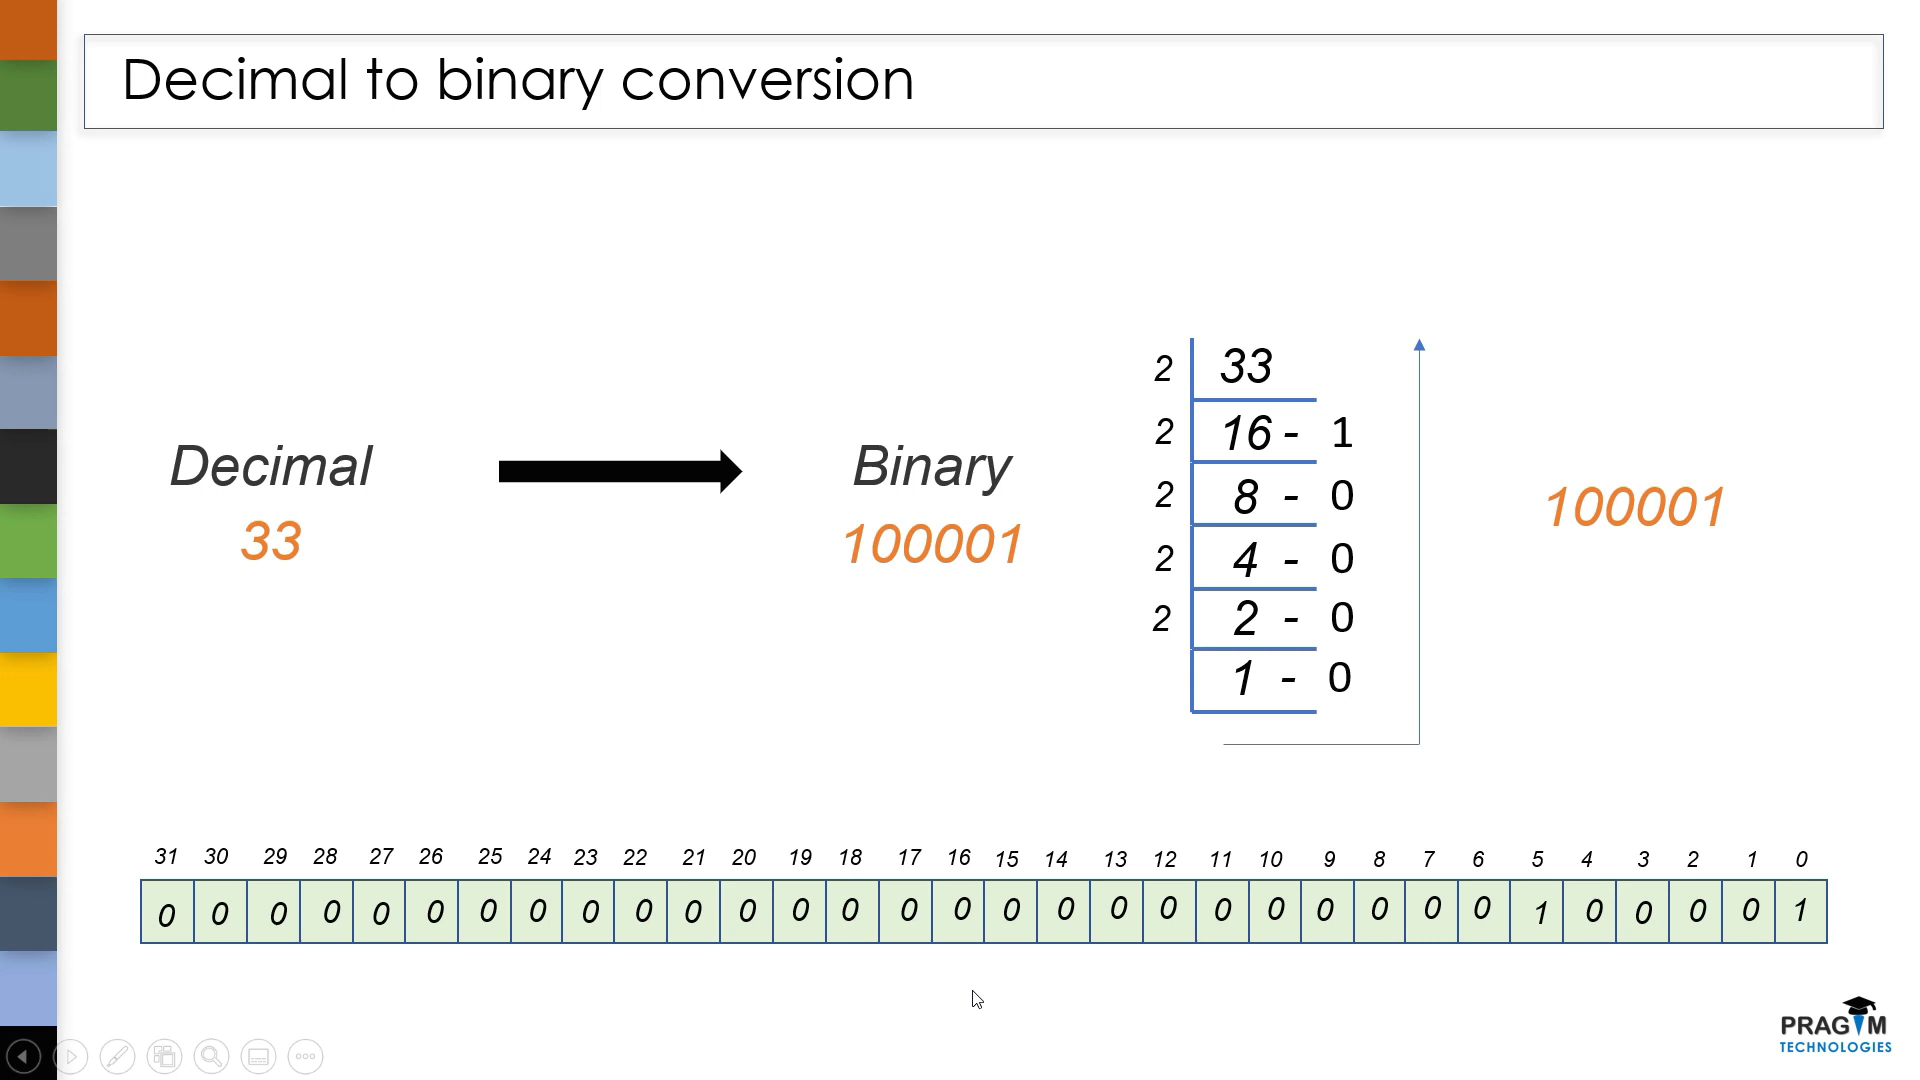 Decimal to binary conversion
2 33
2 16 - 1
2 8 - 0
2 4 - 0
2 2 - 0
1 - 0
Decimal
33
Binary
100001
100001
31 30 29 28 27 26 25 24 23 22 21 20 19 18 17 16 15 14 13 12 11 10 9 8 7 6 5 4 3 2 1 0
0 0 0 0 0 0 0 0 0 0 0 0 0 0 0 0 0 0 0 0 0 0 0 0 0 0 1 0 0 0 0 1
PRAGIM
TECHNOLOGIES